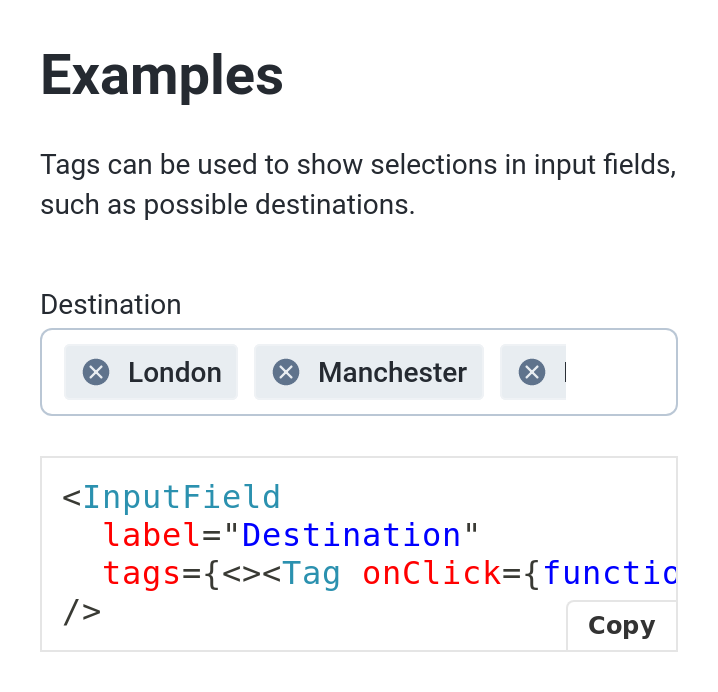 Examples
Tags can be used to show selections in input fields,
such as possible destinations.
Destination
London Manchester
<InputField
label="Destination"
tags={<><Tag onClick={functio
/>
Copy